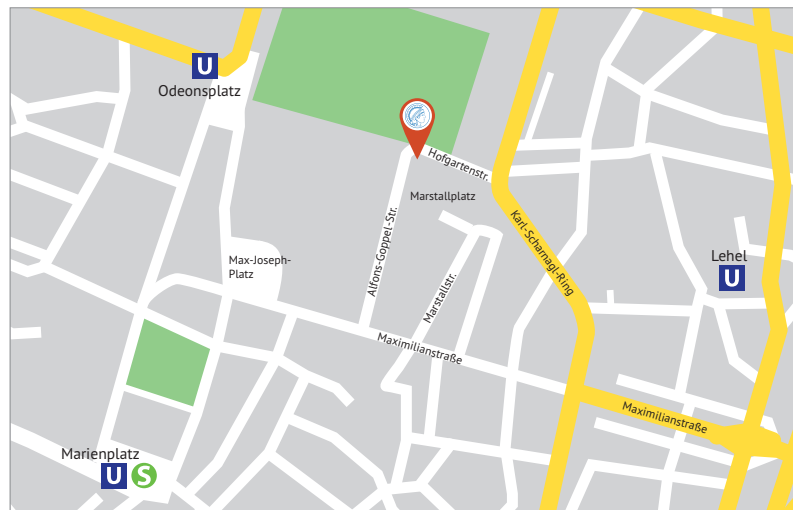 U
Odeonsplatz
Hofgartenstr.
Marstallplatz
Karl-Scharnagl-Ring
Alfons-Goppel-Str.
Max-Joseph-
Platz
Marstallstr.
Lehel
U
Maximilianstraße
Maximilianstraße
Marienplatz
U S